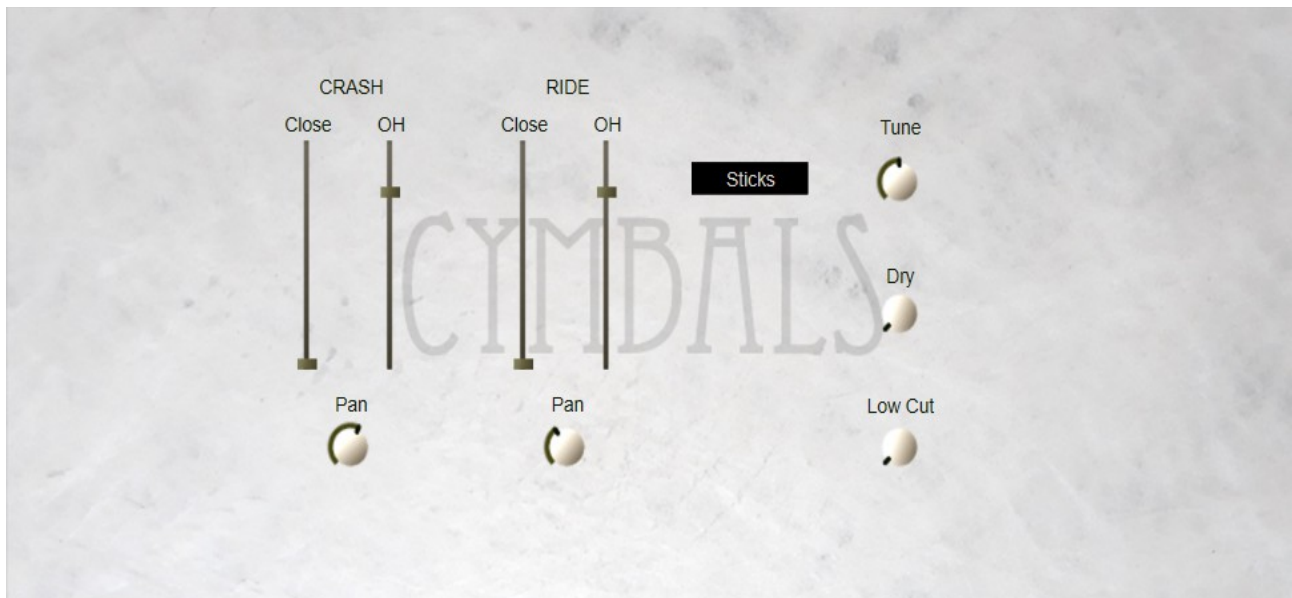 CRASH
RIDE
Close
OH
Close
OH
Tune
Sticks
CYMBALS
Dry
Pan
Pan
Low Cut